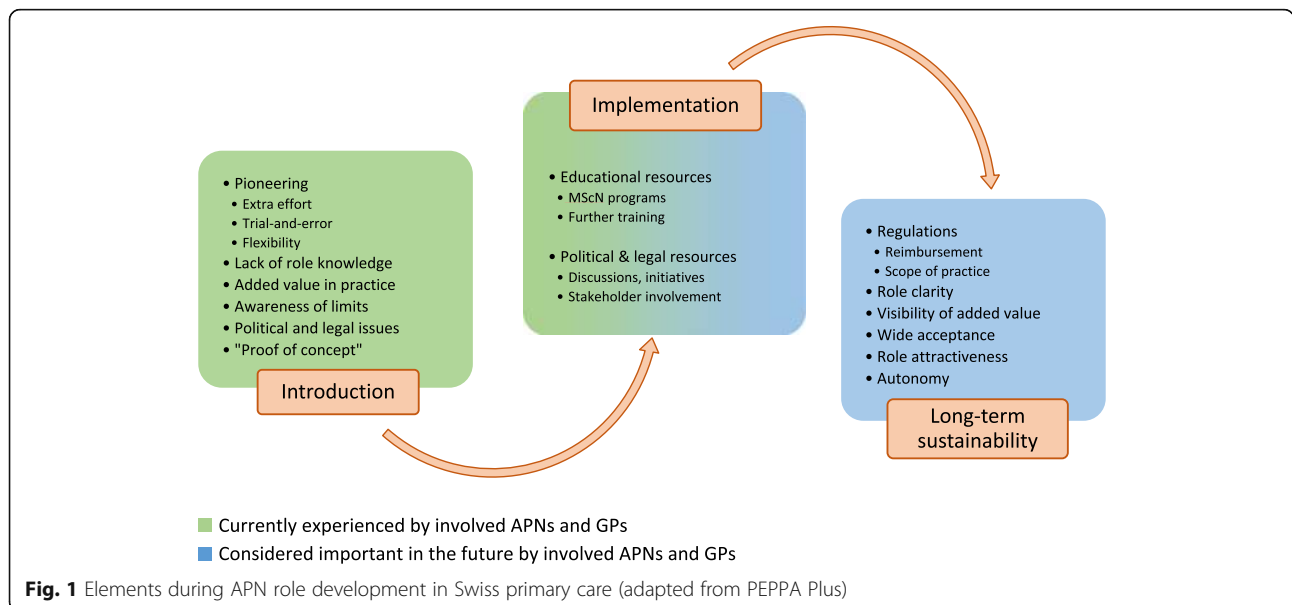 • Pioneering
• Extra effort
• Trial-and-error
• Flexibility
• Lack of role knowledge
• Added value in practice
• Awareness of limits
• Political and legal issues
• "Proof of concept"
Introduction
Implementation
• Educational resources
• MScN programs
• Further training
• Political & legal resources
• Discussions, initiatives
• Stakeholder involvement
• Regulations
• Reimbursement
• Scope of practice
• Role clarity
• Visibility of added value
• Wide acceptance
• Role attractiveness
• Autonomy
Long-term
sustainability
Currently experienced by involved APNs and GPs
Considered important in the future by involved APNs and GPs
Fig. 1 Elements during APN role development in Swiss primary care (adapted from PEPPA Plus)